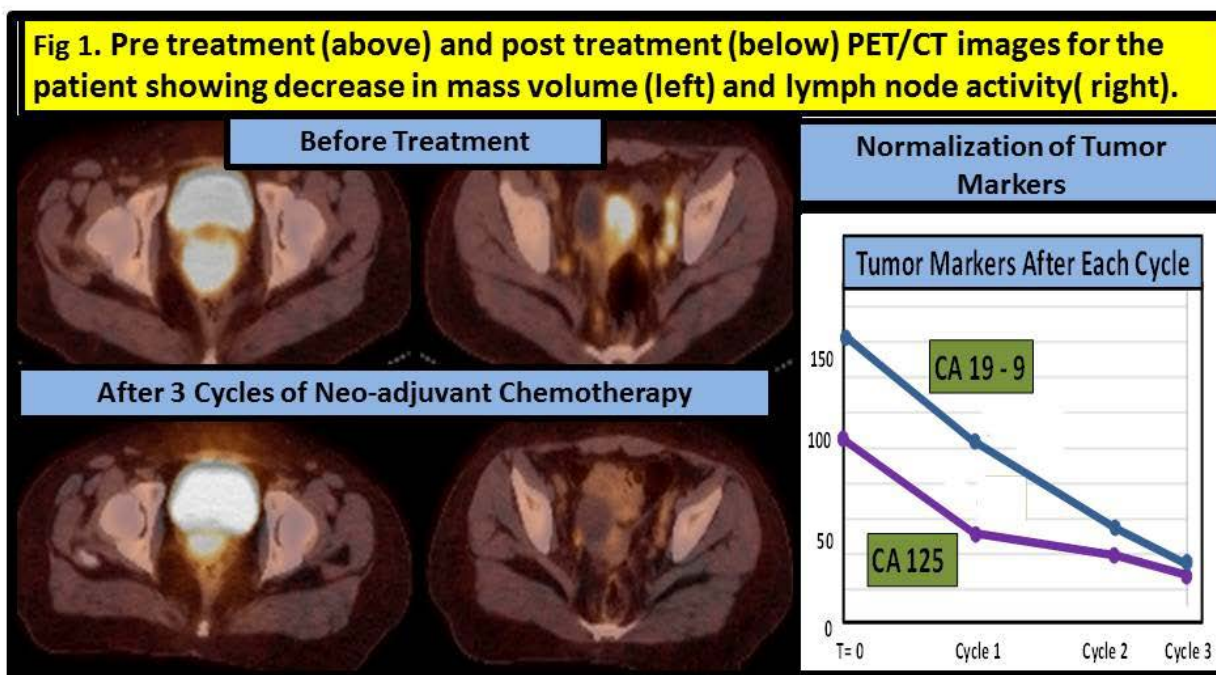 Fig 1. Pre treatment (above) and post treatment (below) PET/CT images for the
patient showing decrease in mass volume (left) and lymph node activity( right).
Before Treatment
After 3 Cycles of Neo-adjuvant Chemotherapy
Normalization of Tumor
Markers
Tumor Markers After Each Cycle
150
100
50
0
CA 19 - 9
CA 125
T= 0 Cycle 1 Cycle 2 Cycle 3